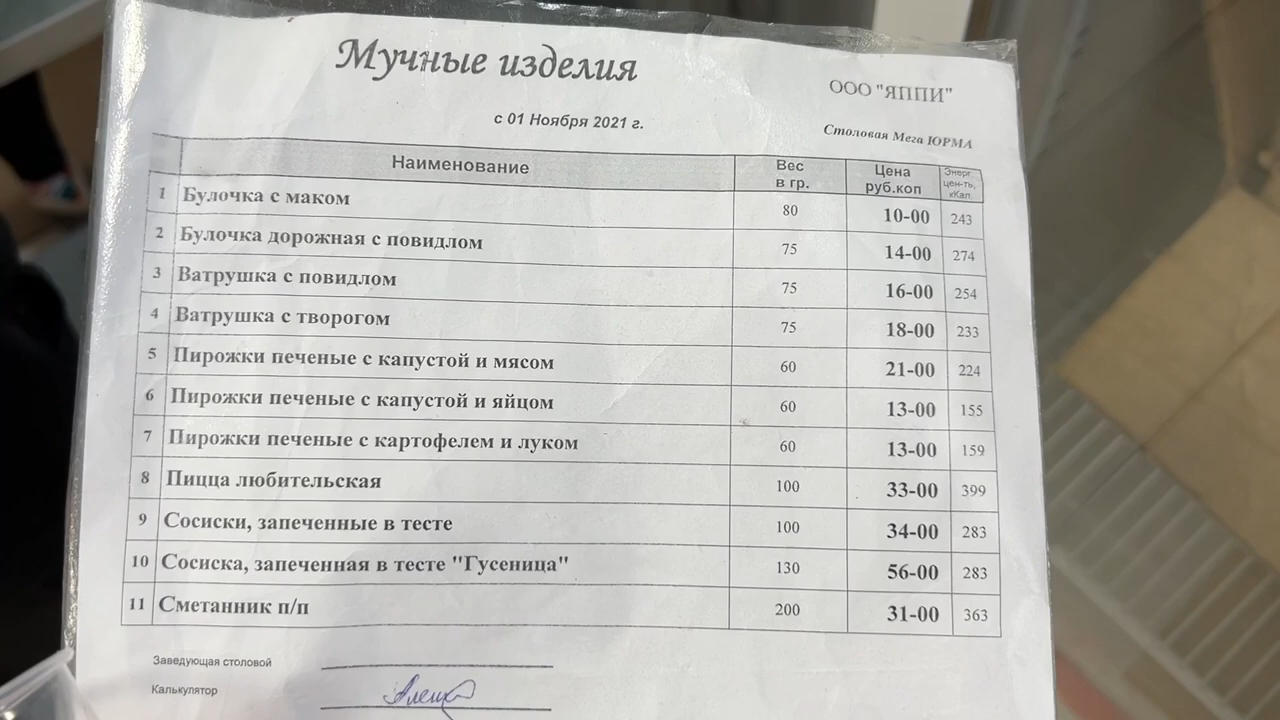 Мучные изделия
ООО "ЯППИ"
с 01 Ноября 2021 г.
Столовая Мега ЮРМА
Наименование Вес в гр. Цена руб.коп Энерг. цен-ть, кКал
1 Булочка с маком 80 10-00 243
2 Булочка дорожная с повидлом 75 14-00 274
3 Ватрушка с повидлом 75 16-00 254
4 Ватрушка с творогом 75 18-00 233
5 Пирожки печеные с капустой и мясом 60 21-00 224
6 Пирожки печеные с капустой и яйцом 60 13-00 155
7 Пирожки печеные с картофелем и луком 60 13-00 159
8 Пицца любительская 100 33-00 399
9 Сосиски, запеченные в тесте 100 34-00 283
10 Сосиска, запеченная в тесте "Гусеница" 130 56-00 283
11 Сметанник п/п 200 31-00 363
Заведующая столовой
Калькулятор